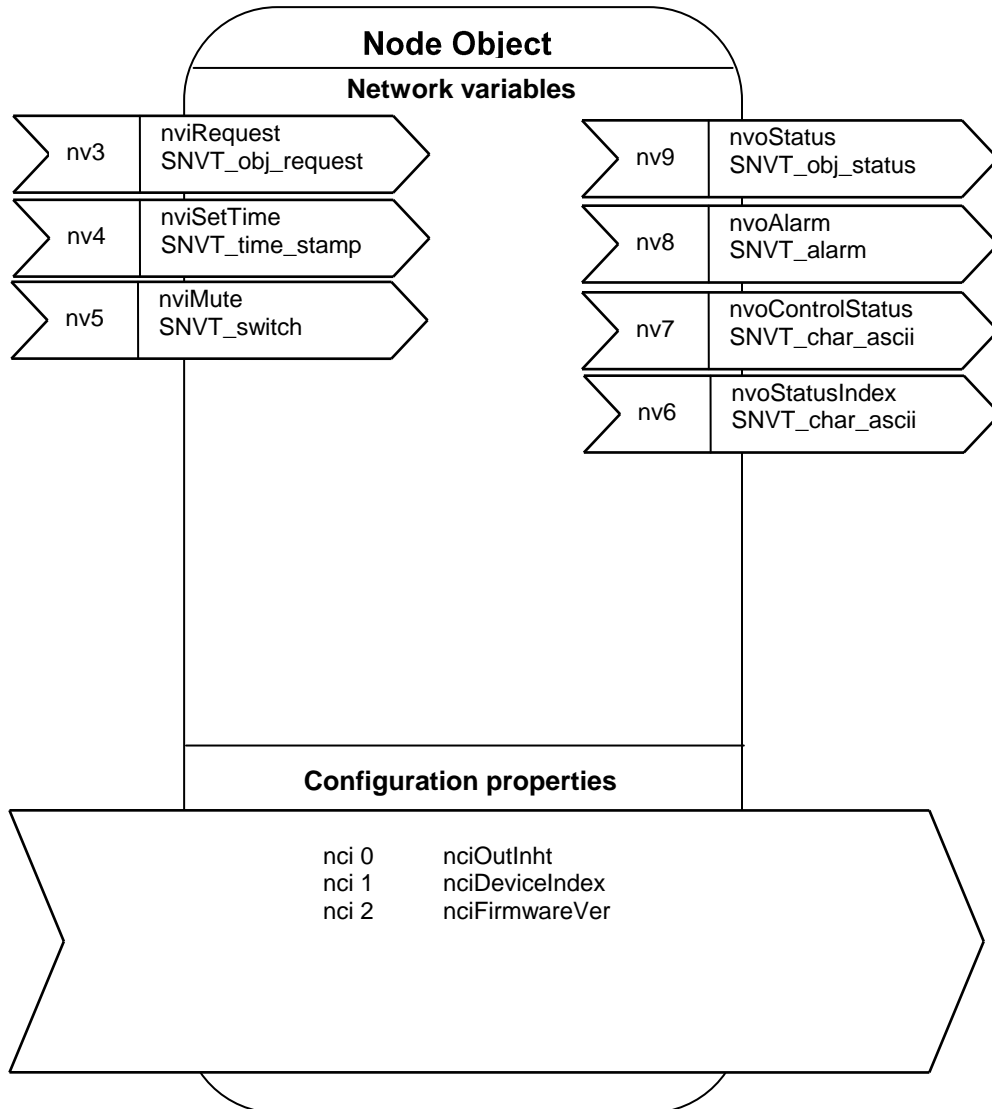 Node Object
Network variables
nv3
nviRequest
SNVT_obj_request
nv4
nviSetTime
SNVT_time_stamp
nv5
nviMute
SNVT_switch
nv9
nvoStatus
SNVT_obj_status
nv8
nvoAlarm
SNVT_alarm
nv7
nvoControlStatus
SNVT_char_ascii
nv6
nvoStatusIndex
SNVT_char_ascii
Configuration properties
nci 0 nciOutInht
nci 1 nciDeviceIndex
nci 2 nciFirmwareVer